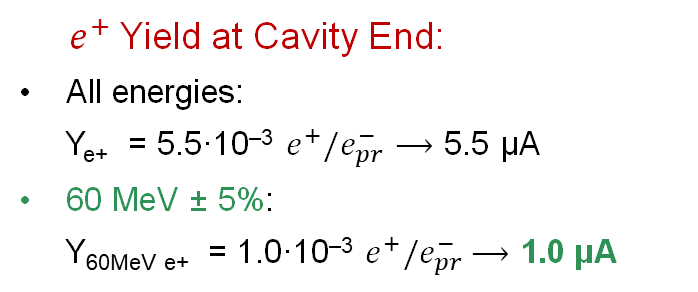 e⁺ Yield at Cavity End:
• All energies:
Yₑ₊ = 5.5·10⁻³ e⁺/e⁻pr ⟶ 5.5 µA
• 60 MeV ± 5%:
Y60MeV e+ = 1.0·10⁻³ e⁺/e⁻pr ⟶ 1.0 µA